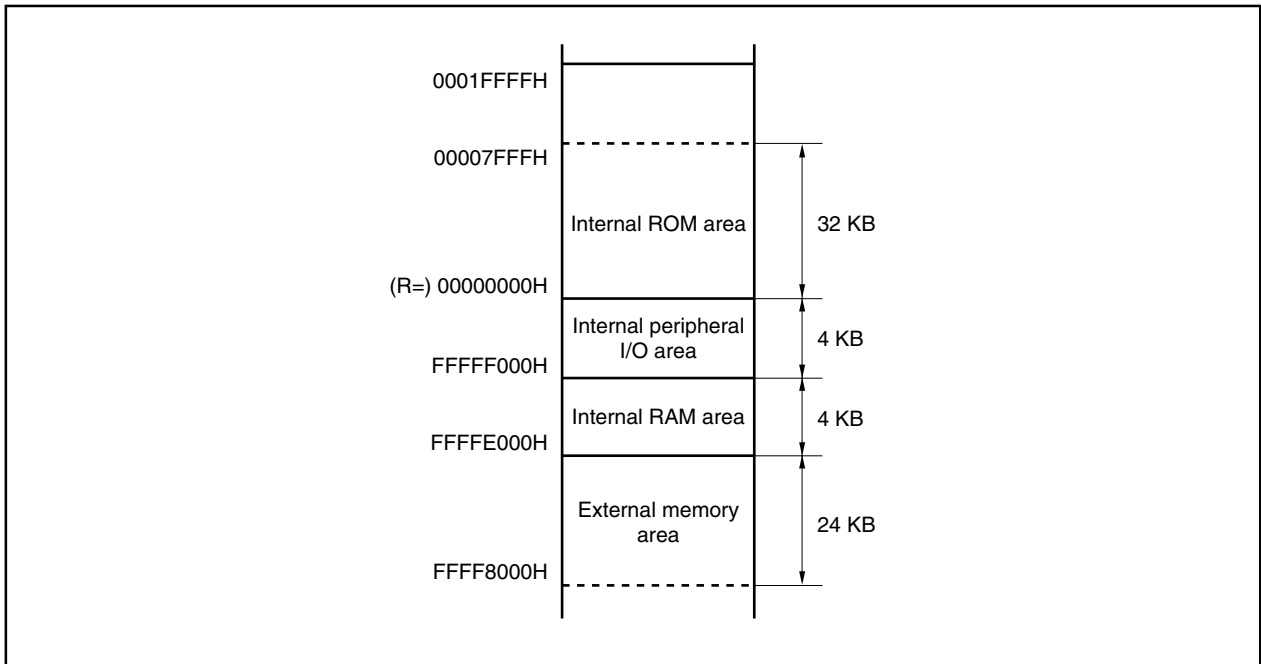 0001FFFFH
00007FFFH
Internal ROM area
32 KB
(R=) 00000000H
Internal peripheral
I/O area
4 KB
FFFFF000H
Internal RAM area
4 KB
FFFFE000H
External memory
area
24 KB
FFFF8000H